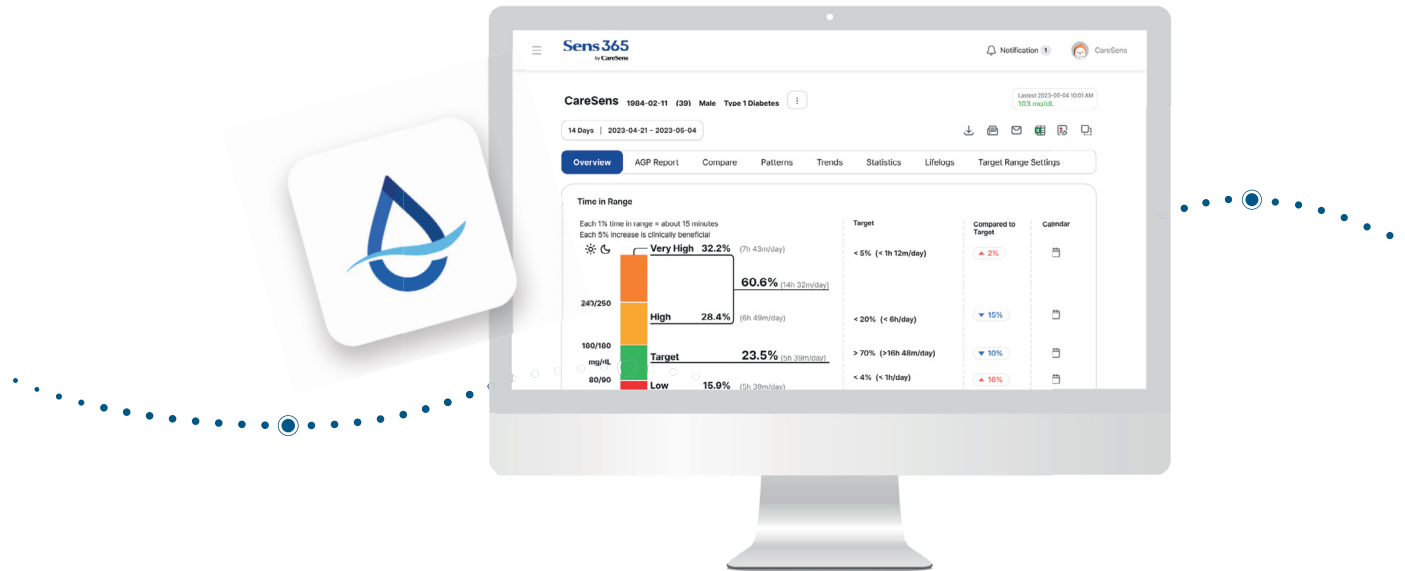 Sens 365
by CareSens
Notification 1
CareSens
CareSens 1984-02-11 (39) Male Type 1 Diabetes
Lastest 2023-05-04 10:01 AM
103 mg/dL
14 Days | 2023-04-21 ~ 2023-05-04
Overview AGP Report Compare Patterns Trends Statistics Lifelogs Target Range Settings
Time in Range
Each 1% time in range = about 15 minutes
Each 5% increase is clinically beneficial
Target
Compared to
Target
Calindar
Very High 32.2% (7h 43m/day)
< 5% (< 1h 12m/day)
2%
60.6% (14h 32m/day)
240/250
High 28.4% (6h 49m/day)
< 20% (< 6h/day)
15%
180/180
mg/dL
Target 23.5% (5h 39m/day)
> 70% (>16h 48m/day)
10%
80/90
Low 15.9% (5h 39m/day)
< 4% (< 1h/day)
16%